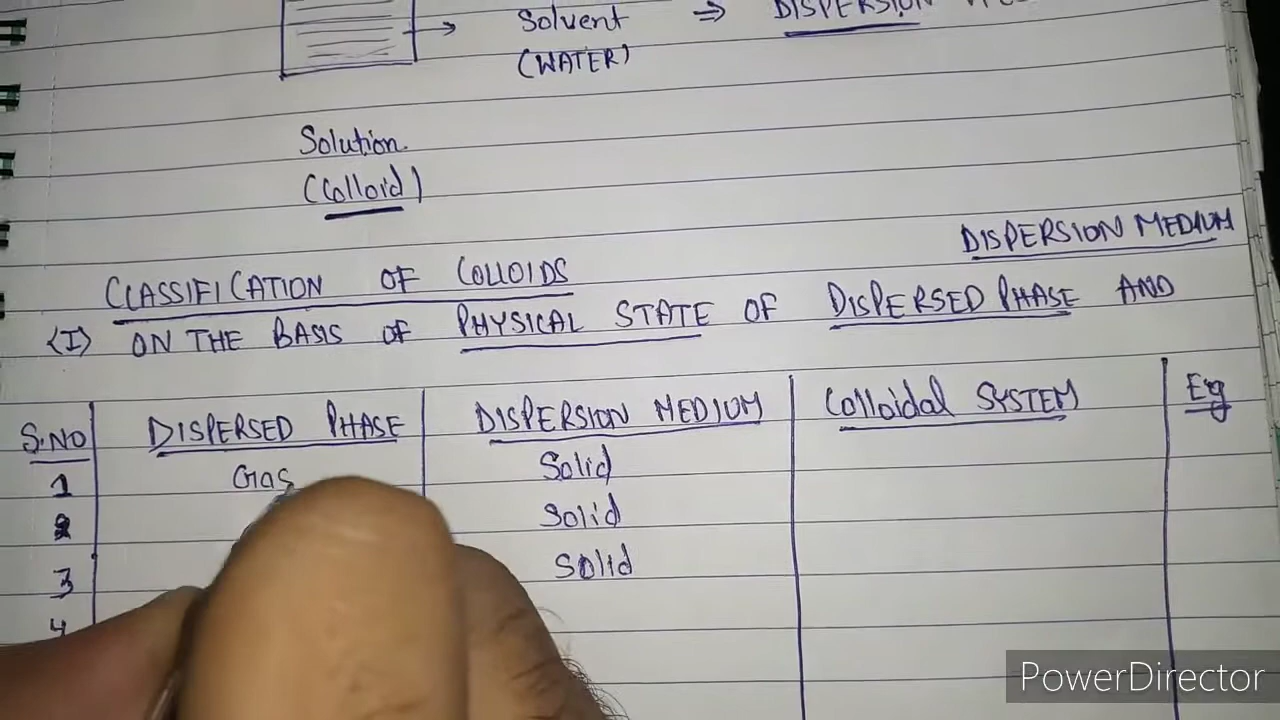 Solvent ⇒ DISPERSION
(WATER)
Solution.
(Colloid)
DISPERSION MEDIUM
CLASSIFICATION OF COLLOIDS
(I) ON THE BASIS OF PHYSICAL STATE OF DISPERSED PHASE AND
S.NO DISPERSED PHASE DISPERSION MEDIUM Colloidal SYSTEM Eg
1 Gas Solid
2 Solid
3 Solid
4
PowerDirector